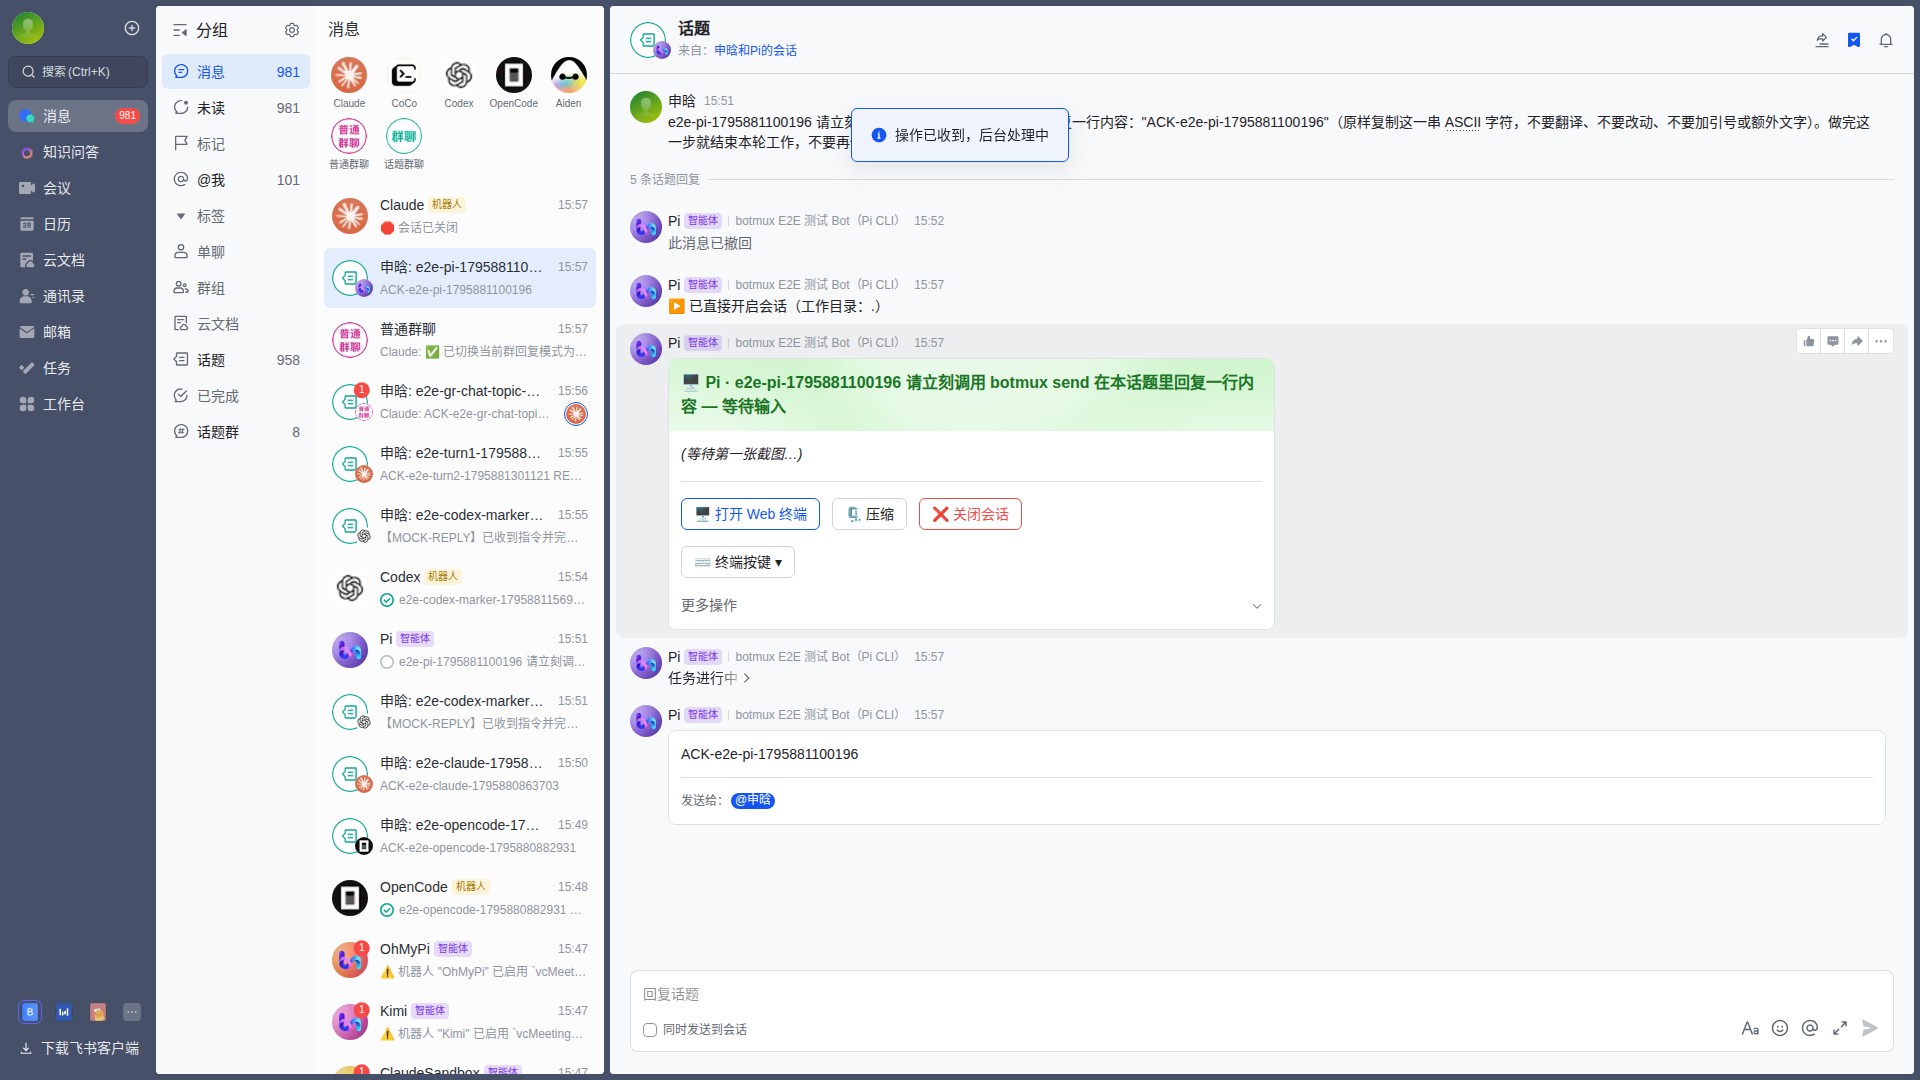 搜索 (Ctrl+K)
消息 981
知识问答
会议
日历
云文档
通讯录
邮箱
任务
工作台
下载飞书客户端
分组
消息 981
未读 981
标记
@我 101
标签
单聊
群组
云文档
话题 958
已完成
话题群 8
消息
Claude CoCo Codex OpenCode Aiden
普通群聊 群聊
普通群聊 话题群聊
Claude 机器人 15:57
会话已关闭
申晗: e2e-pi-179588110... 15:57
ACK-e2e-pi-1795881100196
普通群聊
普通群聊 15:57
Claude: ✅ 已切换当前群回复模式为...
申晗: e2e-gr-chat-topic-... 15:56
1
Claude: ACK-e2e-gr-chat-topi...
申晗: e2e-turn1-179588... 15:55
ACK-e2e-turn2-1795881301121 RE...
申晗: e2e-codex-marker... 15:55
【MOCK-REPLY】已收到指令并完...
Codex 机器人 15:54
e2e-codex-marker-17958811569...
Pi 智能体 15:51
e2e-pi-1795881100196 请立刻调...
申晗: e2e-codex-marker... 15:51
【MOCK-REPLY】已收到指令并完...
申晗: e2e-claude-17958... 15:50
ACK-e2e-claude-1795880863703
申晗: e2e-opencode-17... 15:49
ACK-e2e-opencode-1795880882931
OpenCode 机器人 15:48
e2e-opencode-1795880882931 ...
1
OhMyPi 智能体 15:47
⚠️ 机器人 "OhMyPi" 已启用 `vcMeet...
1
Kimi 智能体 15:47
⚠️ 机器人 "Kimi" 已启用 `vcMeeting...
1
ClaudeSandbox 智能体 15:47
话题
来自：申晗和Pi的会话
申晗 15:51
e2e-pi-1795881100196 请立 一行内容："ACK-e2e-pi-1795881100196"（原样复制这一串 ASCII 字符，不要翻译、不要改动、不要加引号或额外文字）。做完这
一步就结束本轮工作，不要再
操作已收到，后台处理中
5 条话题回复
Pi 智能体 | botmux E2E 测试 Bot（Pi CLI） 15:52
此消息已撤回
Pi 智能体 | botmux E2E 测试 Bot（Pi CLI） 15:57
▶️ 已直接开启会话（工作目录：.）
Pi 智能体 | botmux E2E 测试 Bot（Pi CLI） 15:57
🖥️ Pi · e2e-pi-1795881100196 请立刻调用 botmux send 在本话题里回复一行内
容 — 等待输入
(等待第一张截图…)
🖥️ 打开 Web 终端 🗜️ 压缩 ❌ 关闭会话
⌨️ 终端按键 ▾
更多操作
Pi 智能体 | botmux E2E 测试 Bot（Pi CLI） 15:57
任务进行中
Pi 智能体 | botmux E2E 测试 Bot（Pi CLI） 15:57
ACK-e2e-pi-1795881100196
发送给：@申晗
回复话题
同时发送到会话